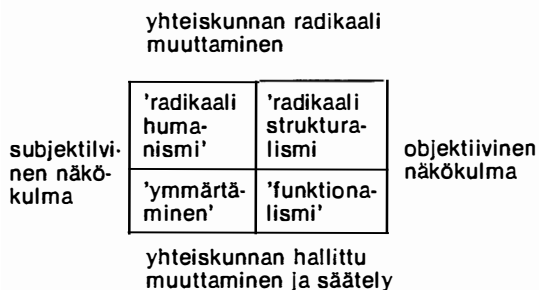 yhteiskunnan radikaali
muuttaminen
subjektilvi-
nen näkö-
kulma
'radikaali
huma-
nismi'
'radikaali
struktura-
lismi
objektiivinen
näkökulma
'ymmärtä-
minen'
'funktiona-
lismi'
yhteiskunnan hallittu
muuttaminen ja säätely